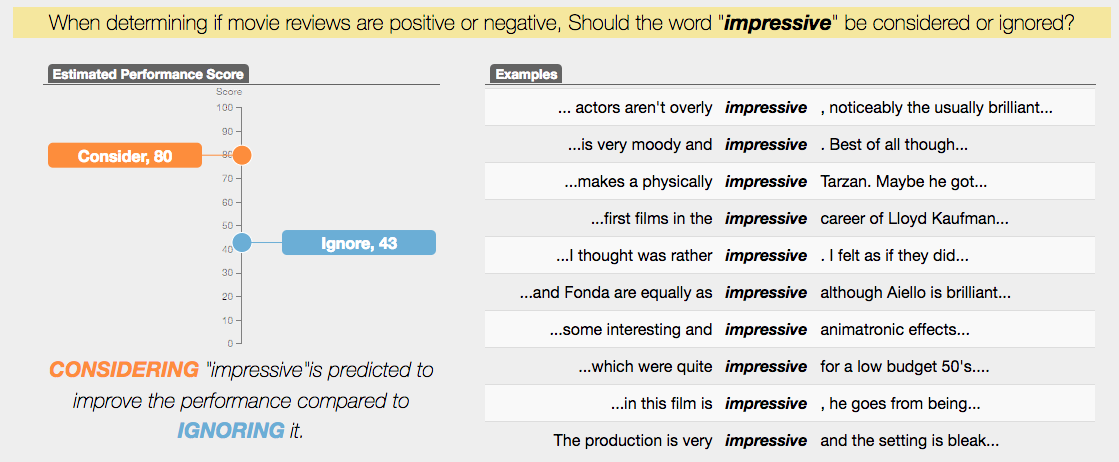 When determining if movie reviews are positive or negative, Should the word "impressive" be considered or ignored?
Estimated Performance Score
Score
100
90
80
70
60
50
40
30
20
10
0
Consider, 80
Ignore, 43
CONSIDERING "impressive"is predicted to
improve the performance compared to
IGNORING it.
Examples
... actors aren't overly impressive , noticeably the usually brilliant...
...is very moody and impressive . Best of all though...
...makes a physically impressive Tarzan. Maybe he got...
...first films in the impressive career of Lloyd Kaufman...
...I thought was rather impressive . I felt as if they did...
...and Fonda are equally as impressive although Aiello is brilliant...
...some interesting and impressive animatronic effects...
...which were quite impressive for a low budget 50's....
...in this film is impressive , he goes from being...
The production is very impressive and the setting is bleak...